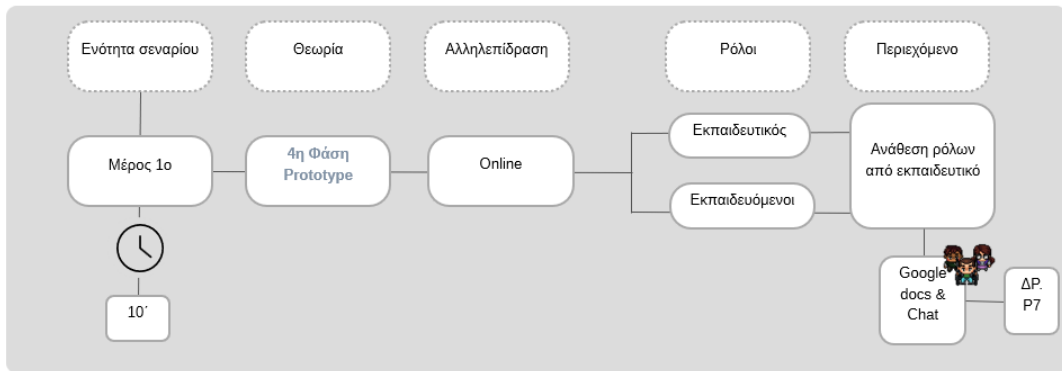 Ενότητα σεναρίου
Θεωρία
Αλληλεπίδραση
Ρόλοι
Περιεχόμενο
Μέρος 1ο
4η Φάση
Prototype
Online
Εκπαιδευτικός
Εκπαιδευόμενοι
Ανάθεση ρόλων
από εκπαιδευτικό
10΄
Google
docs &
Chat
ΔΡ.
P7